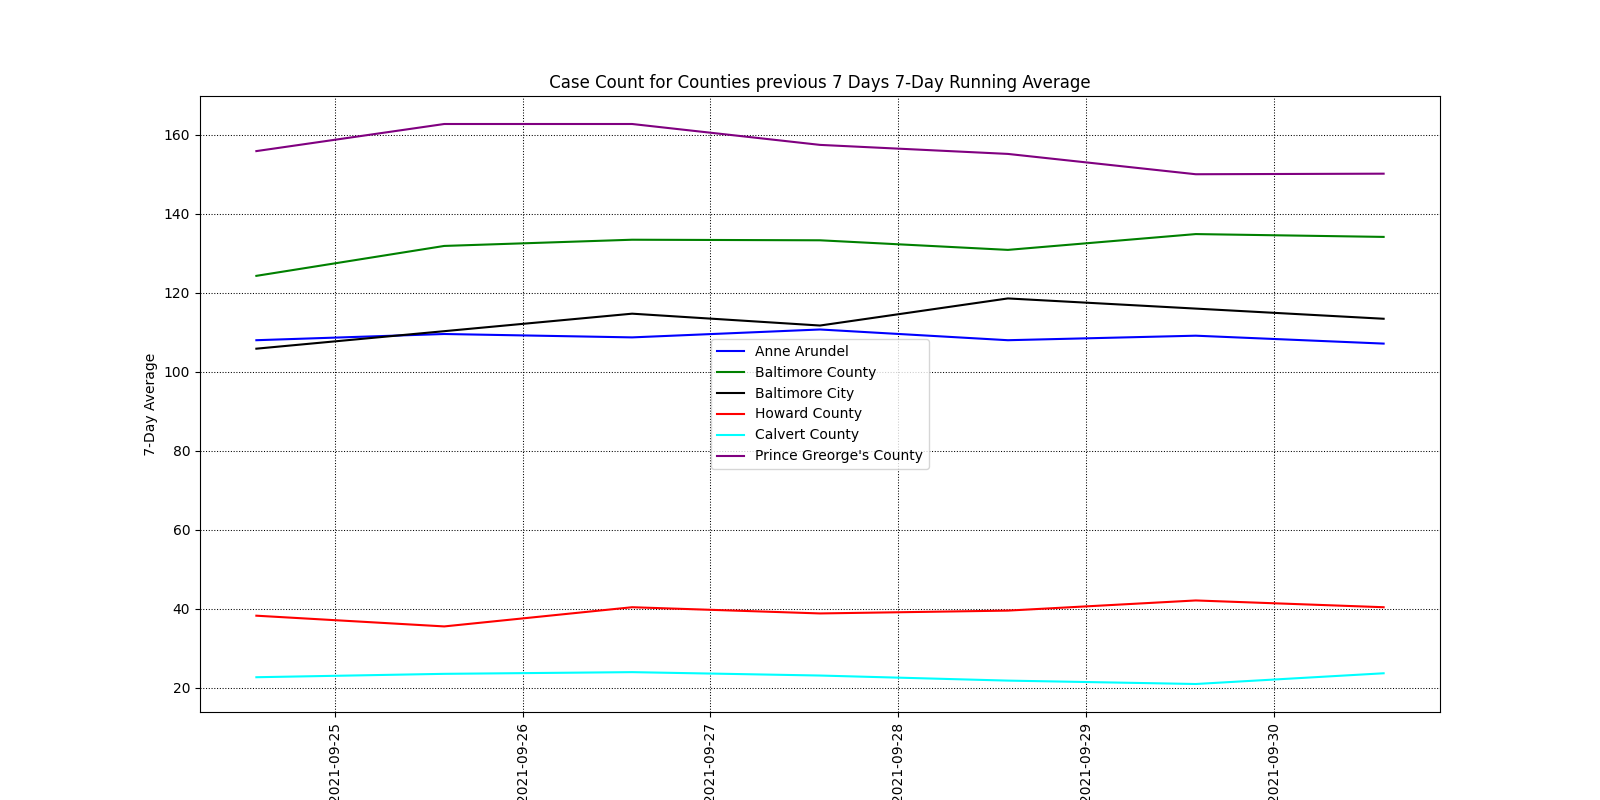 Case Count for Counties previous 7 Days 7-Day Running Average
7-Day Average
160
140
120
100
80
60
40
20
Anne Arundel
Baltimore County
Baltimore City
Howard County
Calvert County
Prince Greorge's County
2021-09-25
2021-09-26
2021-09-27
2021-09-28
2021-09-29
2021-09-30